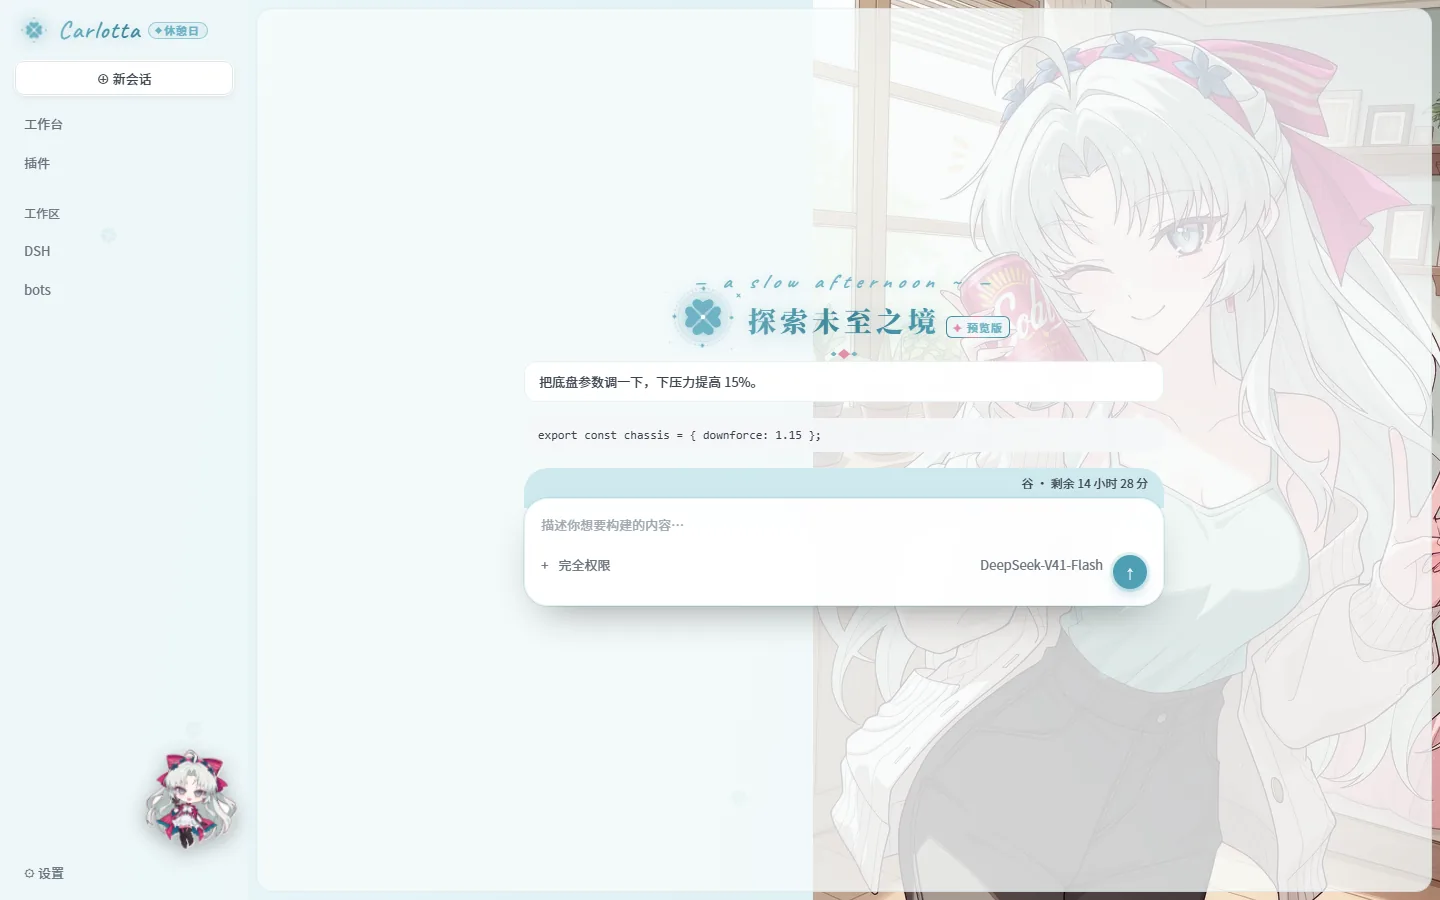 Carlotta
休憩日
新会话
工作台
插件
工作区
DSH
bots
设置
— a slow afternoon ~ —
探索未至之境
预览版
把底盘参数调一下，下压力提高 15%。
export const chassis = { downforce: 1.15 };
谷 · 剩余 14 小时 28 分
描述你想要构建的内容…
+ 完全权限
DeepSeek-V41-Flash
↑